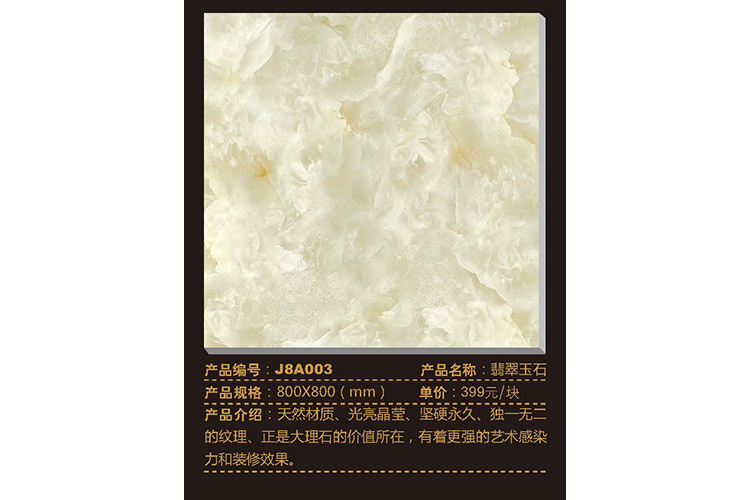 产品编号：J8A003 产品名称：翡翠玉石
产品规格：800X800（mm） 单价：399元/块
产品介绍：天然材质、光亮晶莹、坚硬永久、独一无二
的纹理、正是大理石的价值所在，有着更强的艺术感染
力和装修效果。